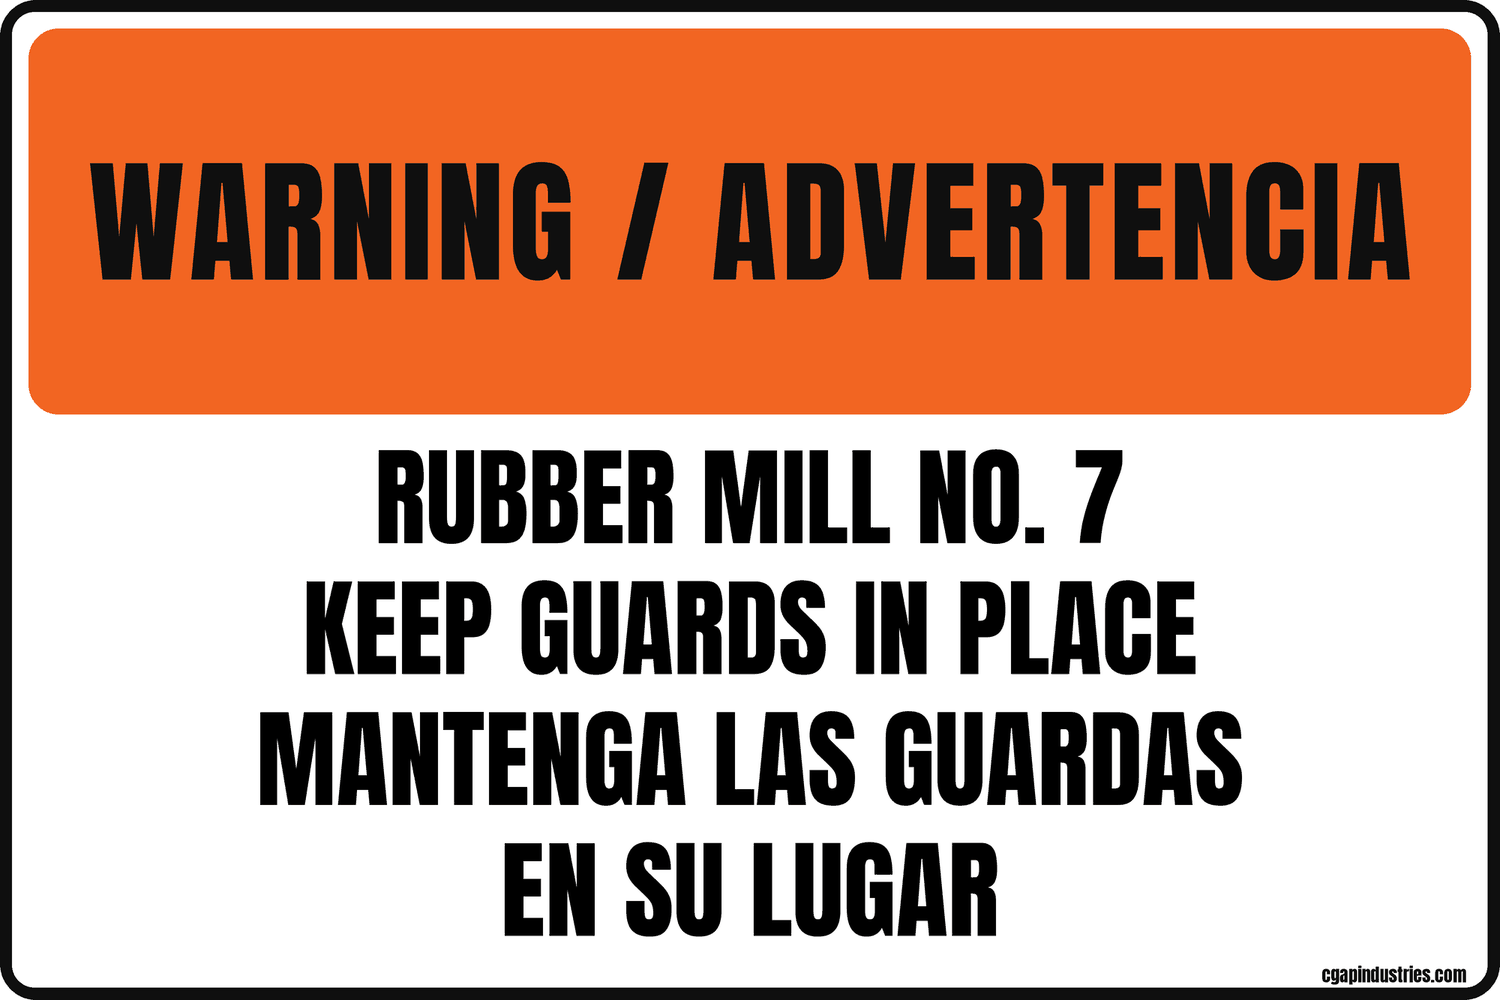 WARNING / ADVERTENCIA
RUBBER MILL NO. 7
KEEP GUARDS IN PLACE
MANTENGA LAS GUARDAS
EN SU LUGAR
cgapindustries.com